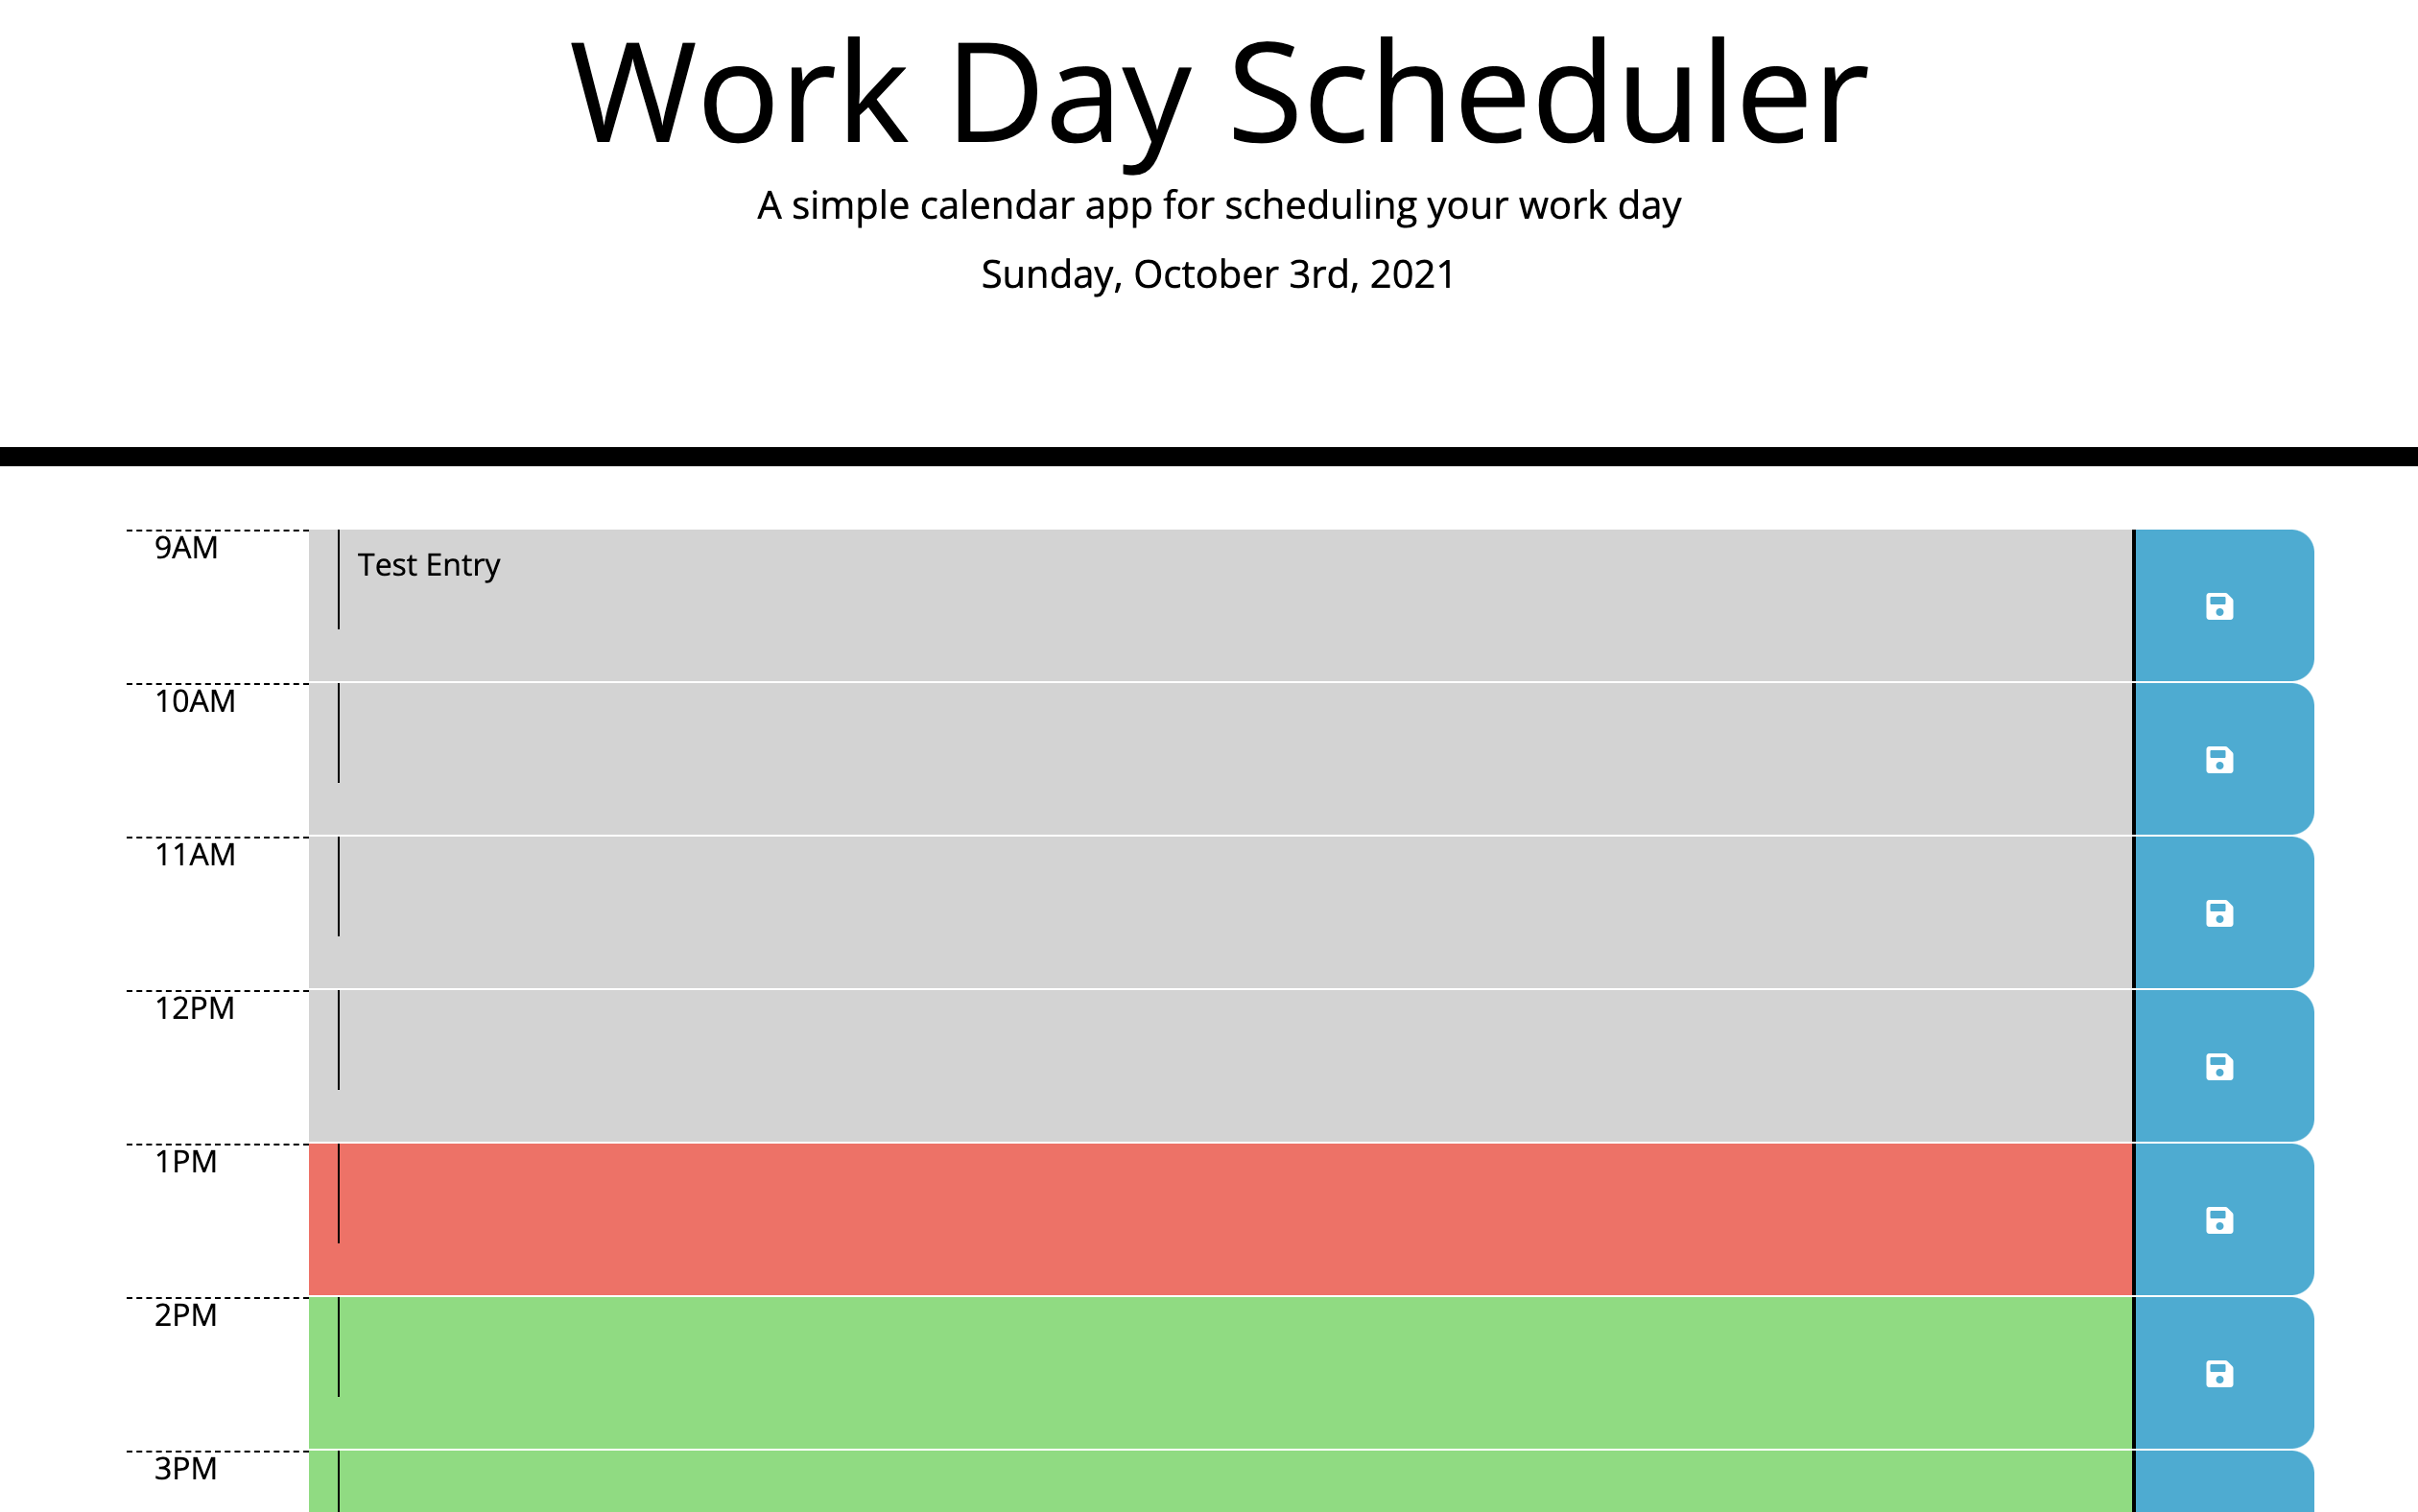 Work Day Scheduler
A simple calendar app for scheduling your work day
Sunday, October 3rd, 2021
9AM
Test Entry
10AM
11AM
12PM
1PM
2PM
3PM